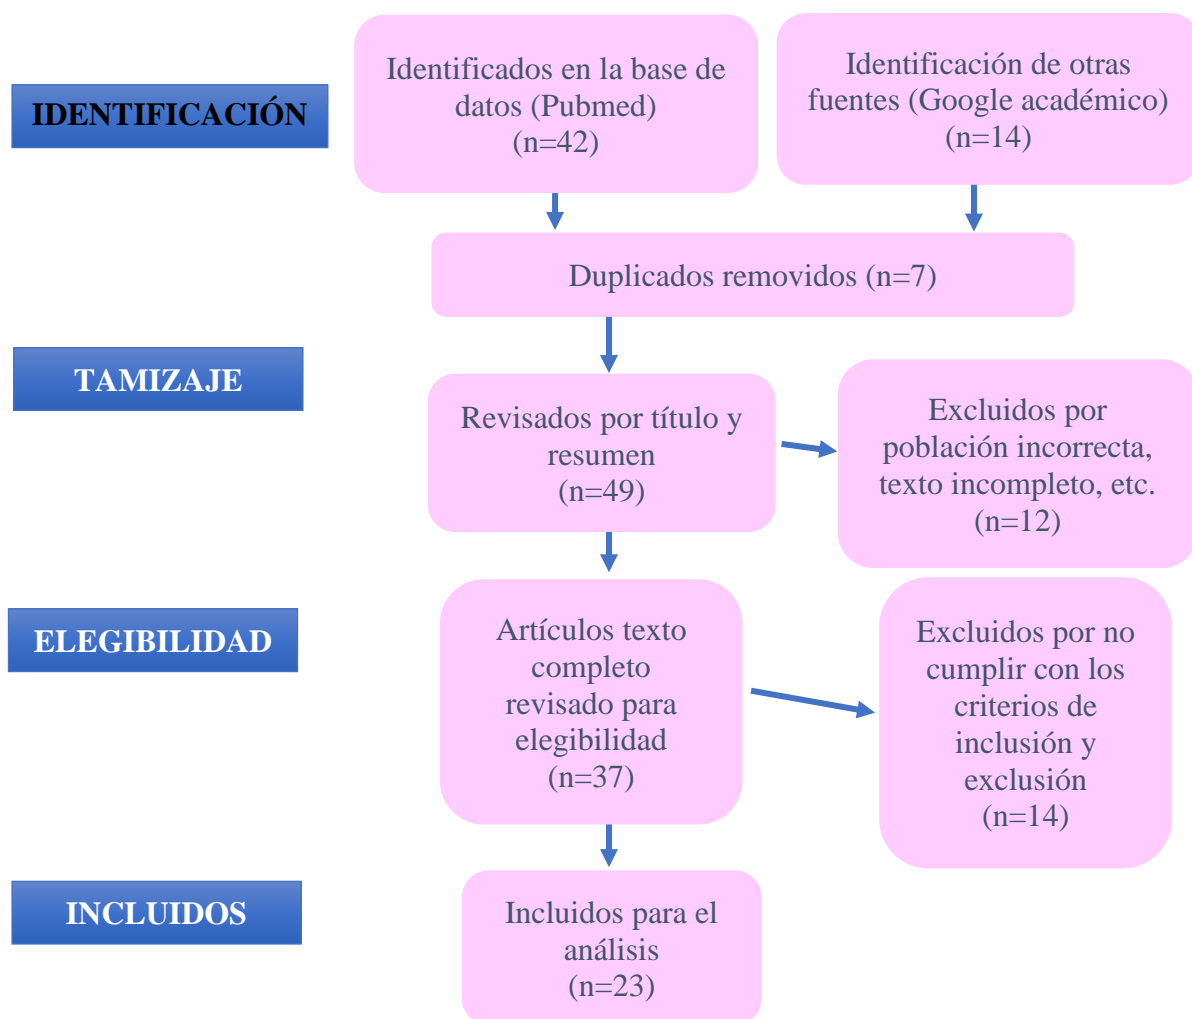 IDENTIFICACIÓN
Identificados en la base de
datos (Pubmed)
(n=42)
Identificación de otras
fuentes (Google académico)
(n=14)
Duplicados removidos (n=7)
TAMIZAJE
Revisados por título y
resumen
(n=49)
Excluidos por
población incorrecta,
texto incompleto, etc.
(n=12)
ELEGIBILIDAD
Artículos texto
completo
revisado para
elegibilidad
(n=37)
Excluidos por no
cumplir con los
criterios de
inclusión y
exclusión
(n=14)
INCLUIDOS
Incluidos para el
análisis
(n=23)